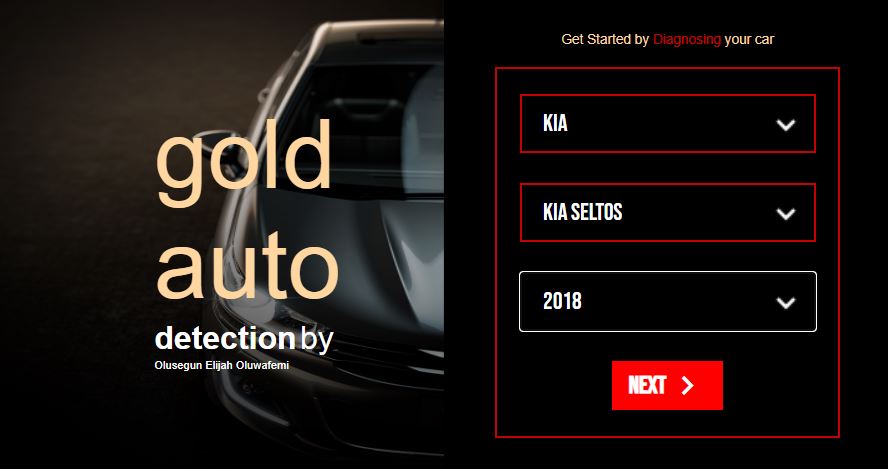 gold
auto
detection by
Olusegun Elijah Oluwafemi
Get Started by Diagnosing your car
KIA
KIA SELTOS
2018
NEXT